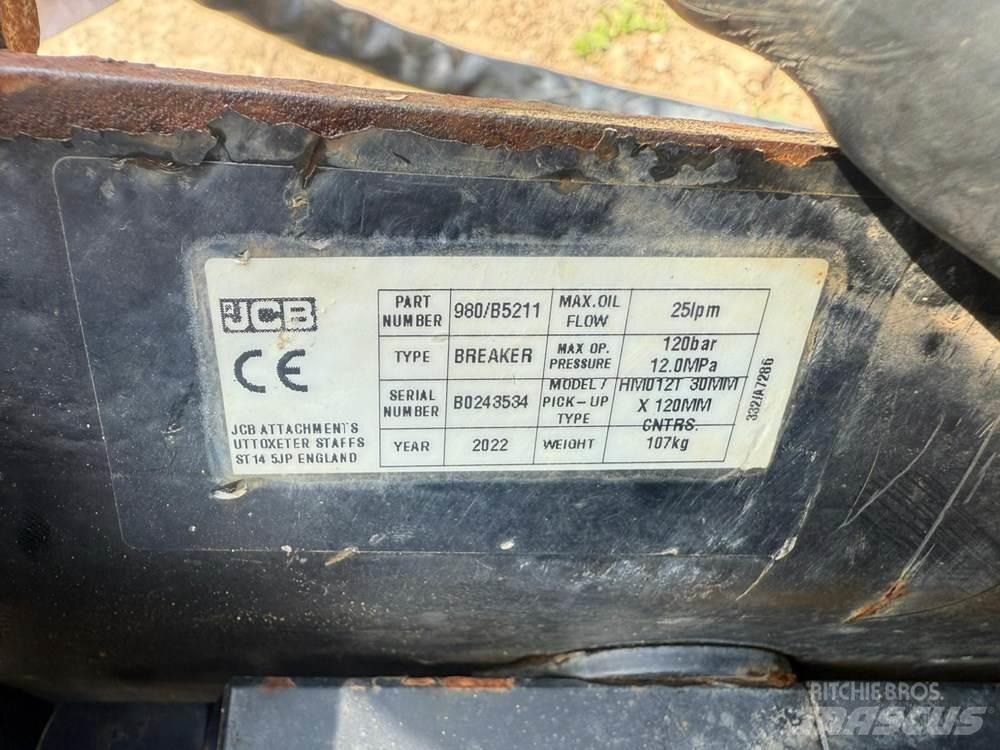 JCB
CE
JCB ATTACHMENTS
UTTOXETER STAFFS
ST14 5JP ENGLAND
PART NUMBER 980/B5211 MAX. OIL FLOW 25lpm
TYPE BREAKER MAX OP. PRESSURE 120bar 12.0MPa
SERIAL NUMBER B0243534 MODEL / PICK-UP TYPE HM012T 30MM X 120MM CNTRS.
YEAR 2022 WEIGHT 107kg
332/A7286
RITCHIE BROS.
MASCUS